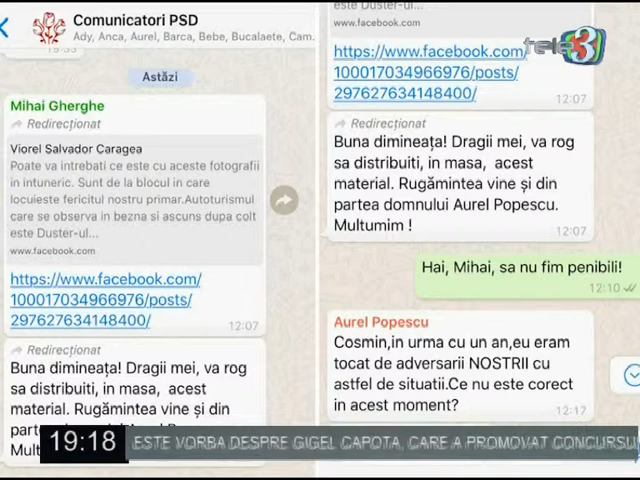 Comunicatori PSD
Ady, Anca, Aurel, Barca, Bebe, Bucalaete, Cam.
Astăzi
Mihai Gherghe
Redirecționat
Viorel Salvador Caragea
Poate va intrebati ce este cu aceste fotografii
in intuneric. Sunt de la blocul in care
locuieste fericitul nostru primar.Autoturismul
care se observa in bezna si ascuns dupa colt
este Duster-ul...
www.facebook.com
https://www.facebook.com/
100017034966976/posts/
297627634148400/
12:07
Redirecționat
Buna dimineața! Dragii mei, va rog
sa distribuiti, in masa, acest
material. Rugămintea vine și din
19:18
ESTE VORBA DESPRE GIGEL CAPOTA, CARE A PROMOVAT CONCURSU
este Duster-ul...
www.facebook.com
tele 3
https://www.facebook.com/
100017034966976/posts/
297627634148400/
12:07
Redirecționat
Buna dimineața! Dragii mei, va rog
sa distribuiti, in masa, acest
material. Rugămintea vine și din
partea domnului Aurel Popescu.
Multumim !
12:07
Hai, Mihai, sa nu fim penibili!
12:10
Aurel Popescu
Cosmin,in urma cu un an,eu eram
tocat de adversarii NOSTRII cu
astfel de situatii.Ce nu este corect
in acest moment?
12:17